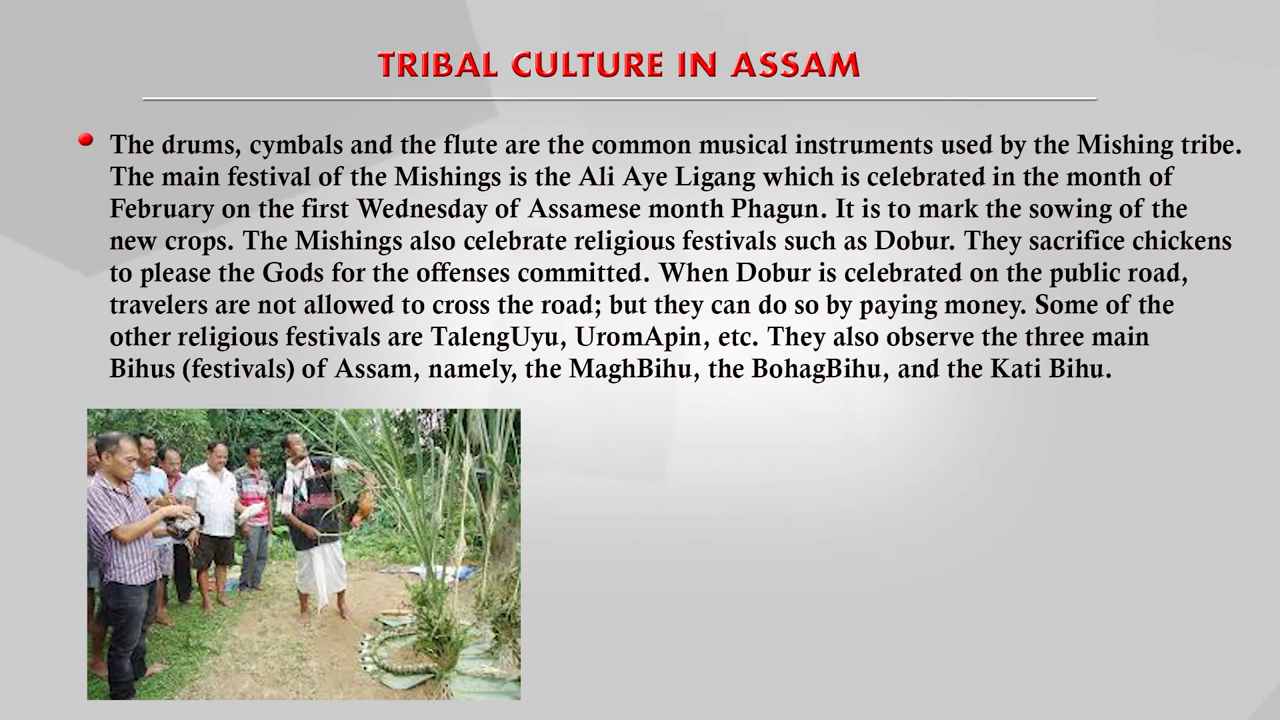 TRIBAL CULTURE IN ASSAM
The drums, cymbals and the flute are the common musical instruments used by the Mishing tribe.
The main festival of the Mishings is the Ali Aye Ligang which is celebrated in the month of
February on the first Wednesday of Assamese month Phagun. It is to mark the sowing of the
new crops. The Mishings also celebrate religious festivals such as Dobur. They sacrifice chickens
to please the Gods for the offenses committed. When Dobur is celebrated on the public road,
travelers are not allowed to cross the road; but they can do so by paying money. Some of the
other religious festivals are TalengUyu, UromApin, etc. They also observe the three main
Bihus (festivals) of Assam, namely, the MaghBihu, the BohagBihu, and the Kati Bihu.